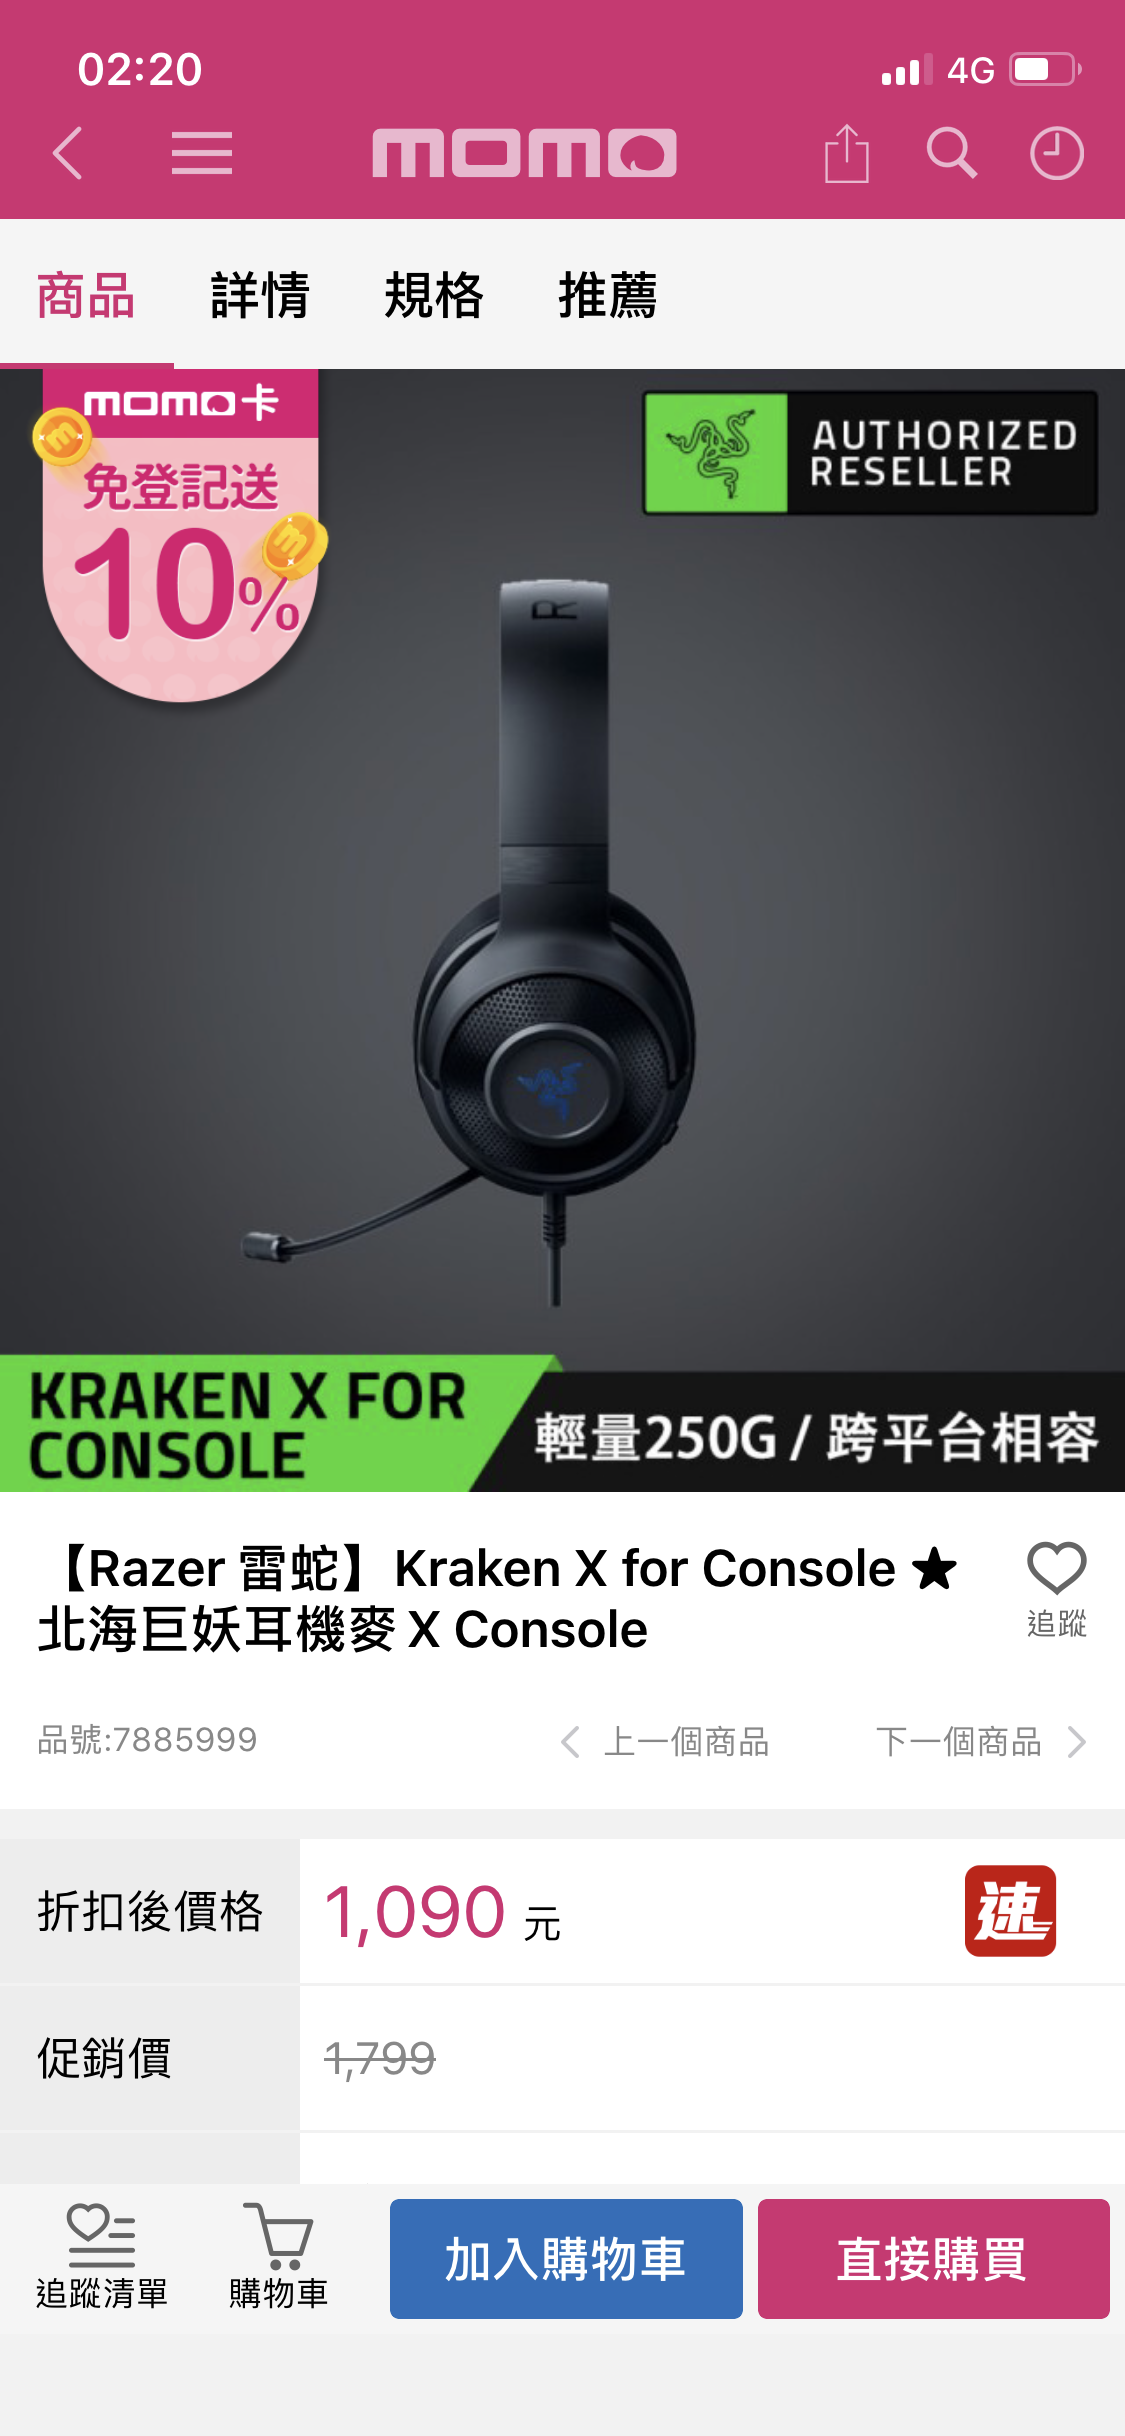 02:20
4G
momo
商品 詳情 規格 推薦
momo卡
免登記送
10%
AUTHORIZED
RESELLER
KRAKEN X FOR
CONSOLE
輕量250G / 跨平台相容
【Razer 雷蛇】Kraken X for Console ★
北海巨妖耳機麥 X Console
追蹤
品號:7885999
上一個商品
下一個商品
折扣後價格
1,090 元
速
促銷價
1,799
追蹤清單
購物車
加入購物車
直接購買